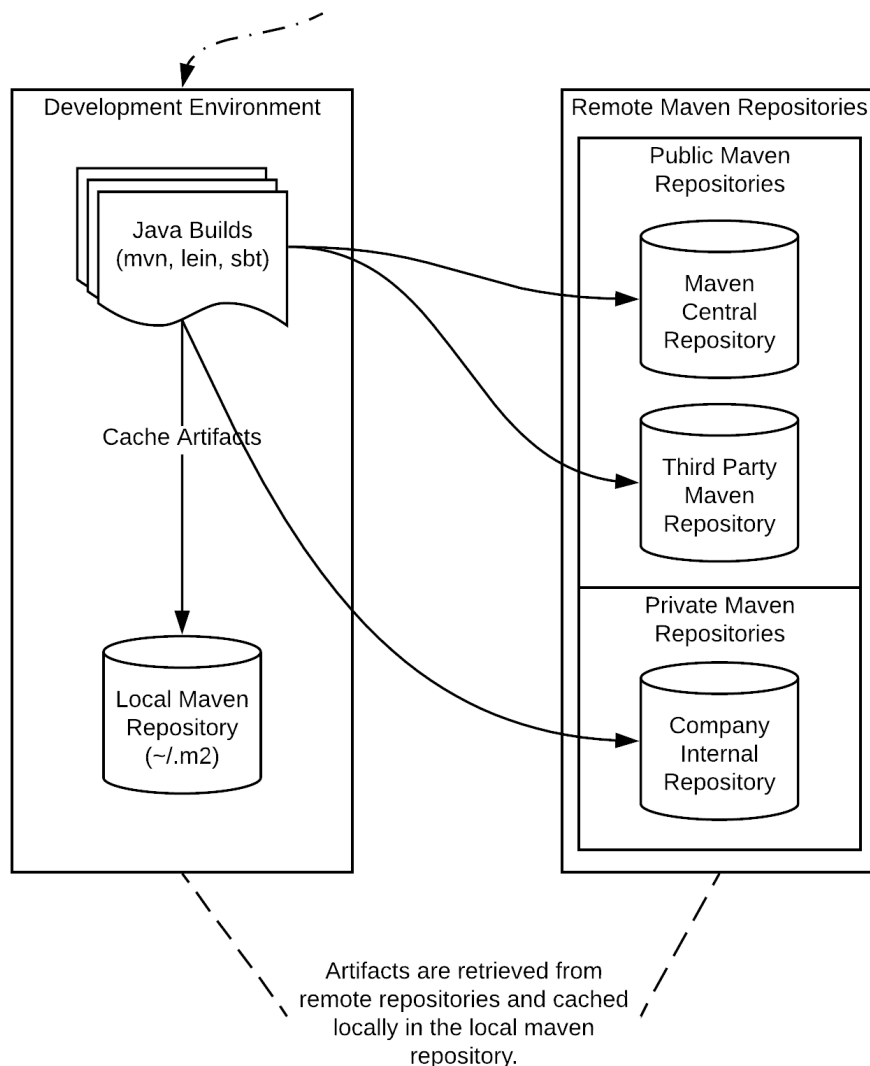 Development Environment
Java Builds
(mvn, lein, sbt)
Cache Artifacts
Local Maven
Repository
(~/.m2)
Remote Maven Repositories
Public Maven
Repositories
Maven
Central
Repository
Third Party
Maven
Repository
Private Maven
Repositories
Company
Internal
Repository
Artifacts are retrieved from
remote repositories and cached
locally in the local maven
repository.